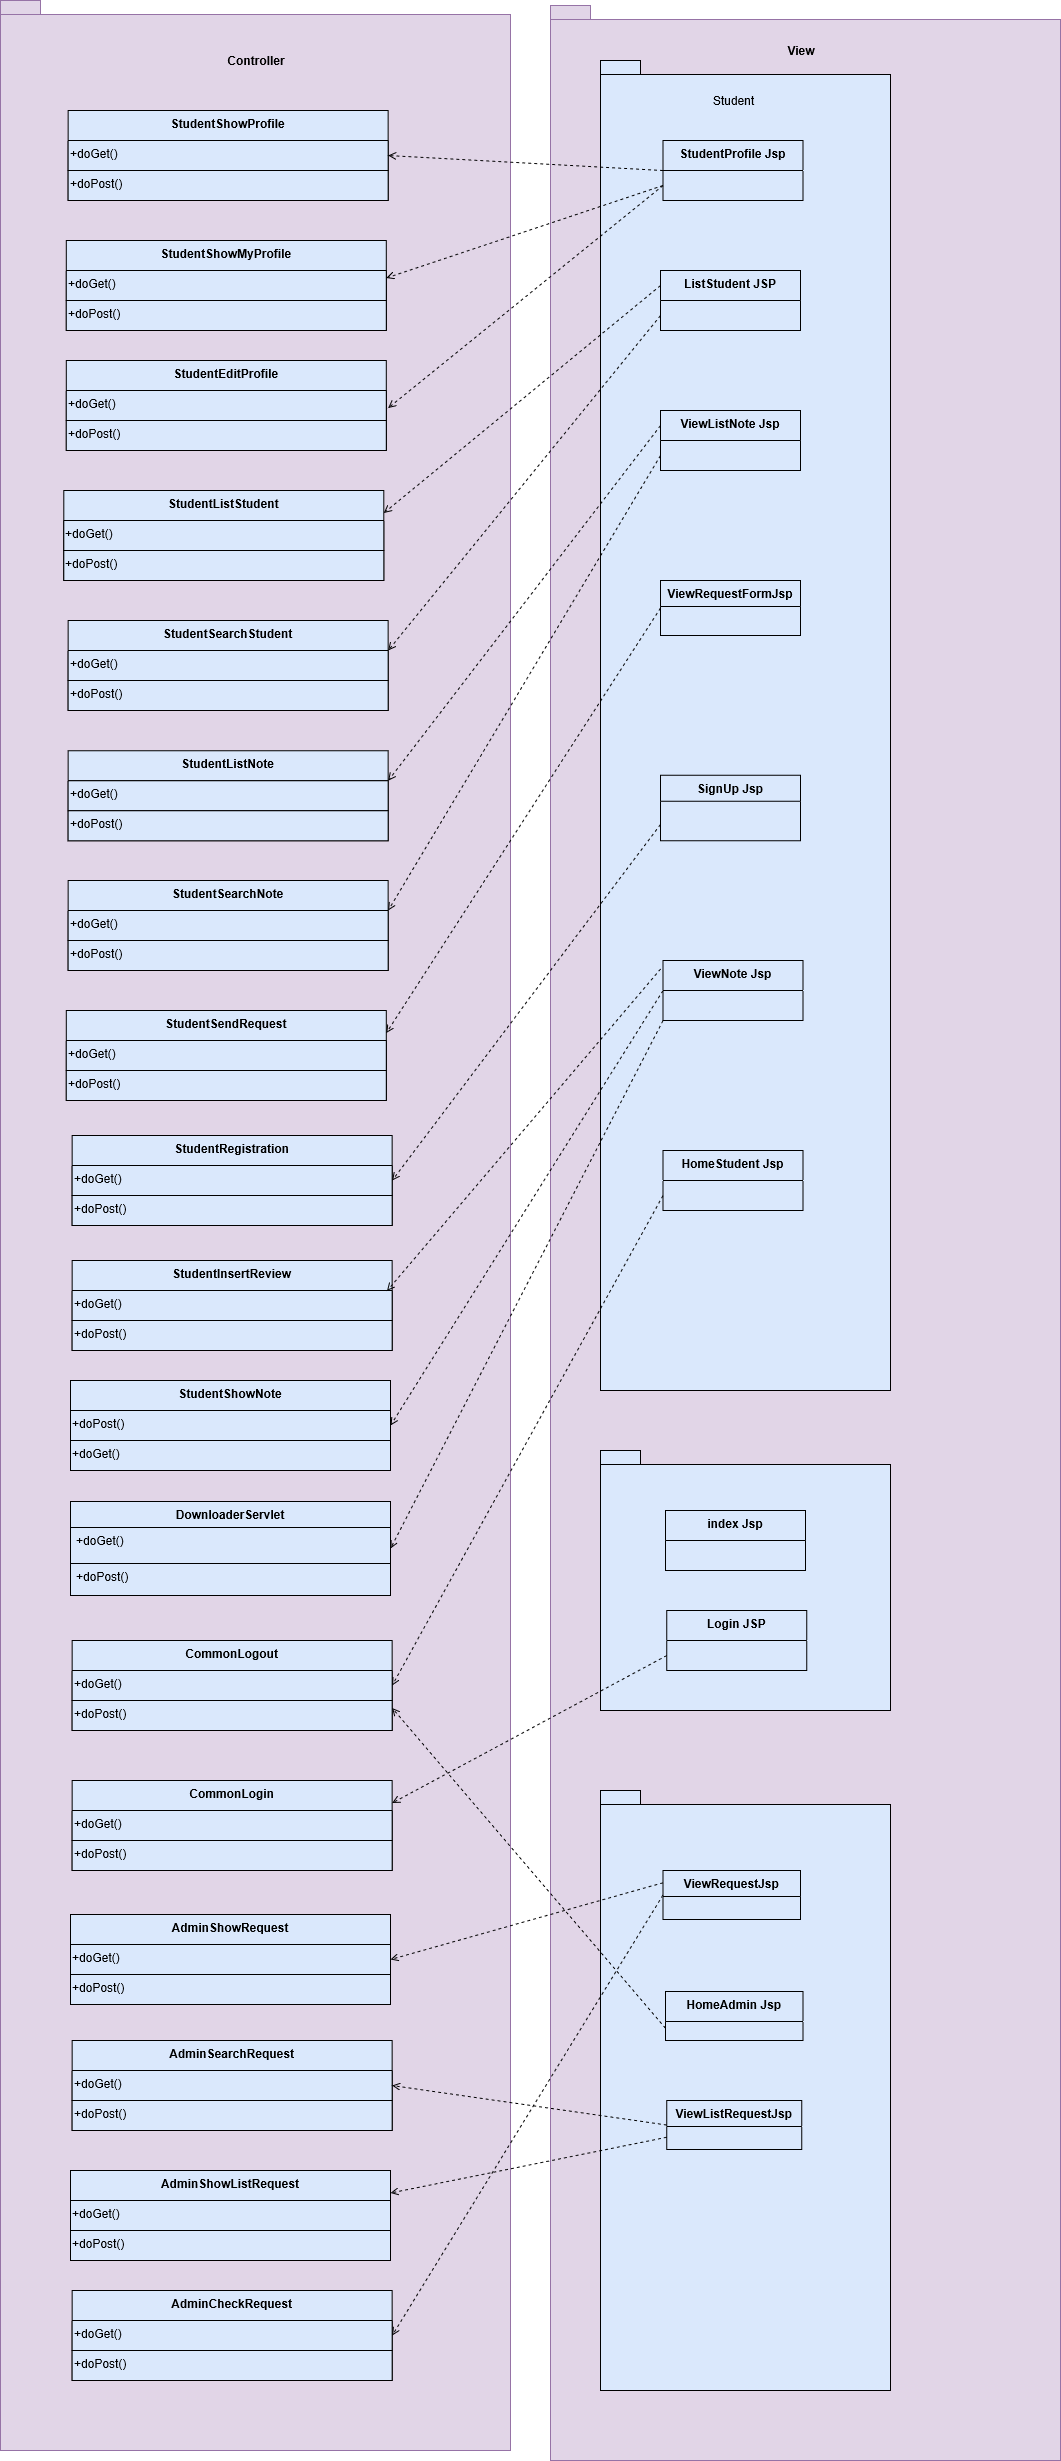 Controller
StudentShowProfile
+doGet()
+doPost()
StudentShowMyProfile
+doGet()
+doPost()
StudentEditProfile
+doGet()
+doPost()
StudentListStudent
+doGet()
+doPost()
StudentSearchStudent
+doGet()
+doPost()
StudentListNote
+doGet()
+doPost()
StudentSearchNote
+doGet()
+doPost()
StudentSendRequest
+doGet()
+doPost()
StudentRegistration
+doGet()
+doPost()
StudentInsertReview
+doGet()
+doPost()
StudentShowNote
+doPost()
+doGet()
DownloaderServlet
+doGet()
+doPost()
CommonLogout
+doGet()
+doPost()
CommonLogin
+doGet()
+doPost()
AdminShowRequest
+doGet()
+doPost()
AdminSearchRequest
+doGet()
+doPost()
AdminShowListRequest
+doGet()
+doPost()
AdminCheckRequest
+doGet()
+doPost()
View
Student
StudentProfile Jsp
ListStudent JSP
ViewListNote Jsp
ViewRequestFormJsp
SignUp Jsp
ViewNote Jsp
HomeStudent Jsp
index Jsp
Login JSP
ViewRequestJsp
HomeAdmin Jsp
ViewListRequestJsp